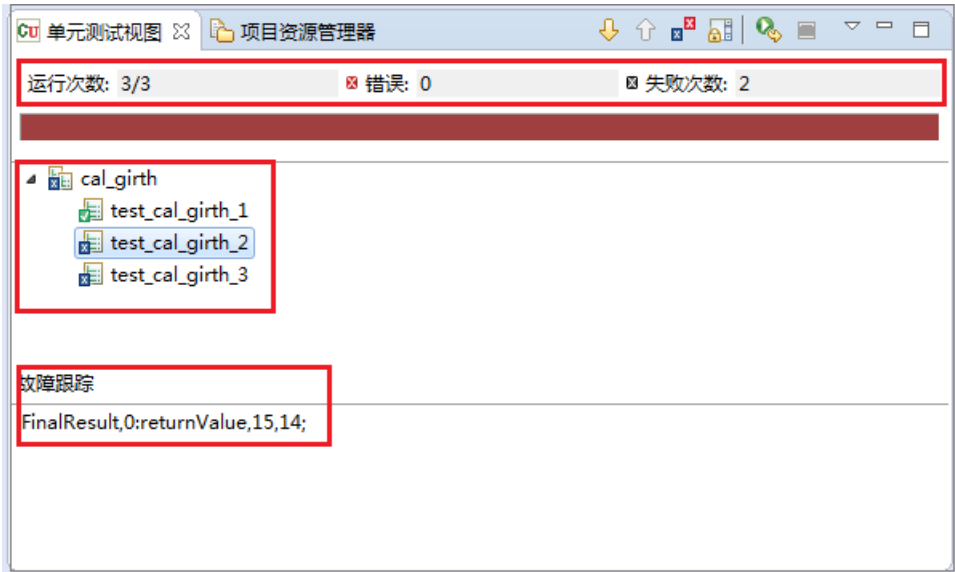 CU 单元测试视图 项目资源管理器
运行次数: 3/3 错误: 0 失败次数: 2
cal_girth
test_cal_girth_1
test_cal_girth_2
test_cal_girth_3
故障跟踪
FinalResult,0:returnValue,15,14;